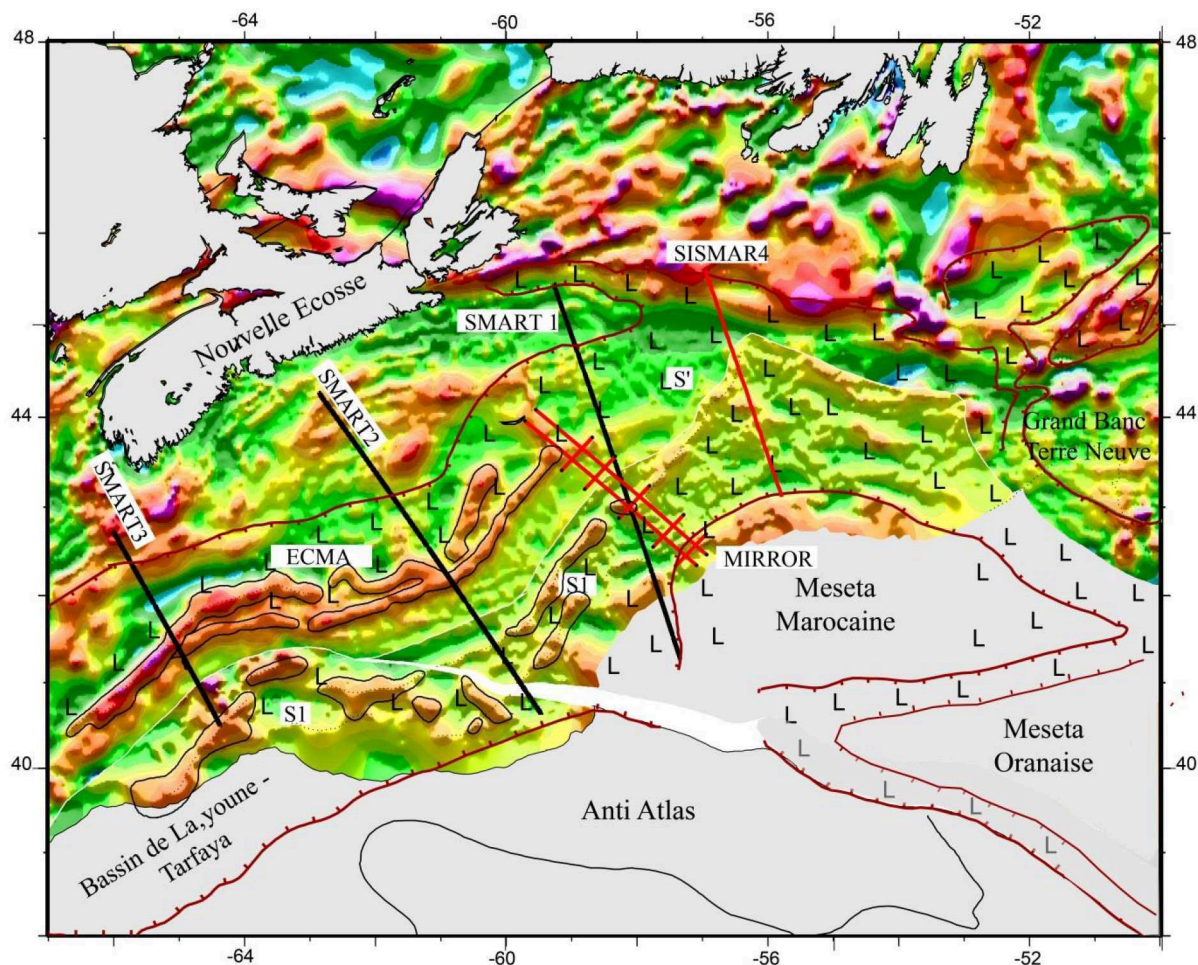 -64
-60
-56
-52
48
48
SISMAR4
SMART 1
Nouvelle Ecosse
SMART2
S'
44
44
Grand Banc
Terre Neuve
SMART3
ECMA
MIRROR
S1
Meseta
Marocaine
S1
Meseta
Oranaise
40
40
Anti Atlas
Bassin de La,youne -
Tarfaya
-64
-60
-56
-52
L L L L L L L L L L L L L L L L L L L L